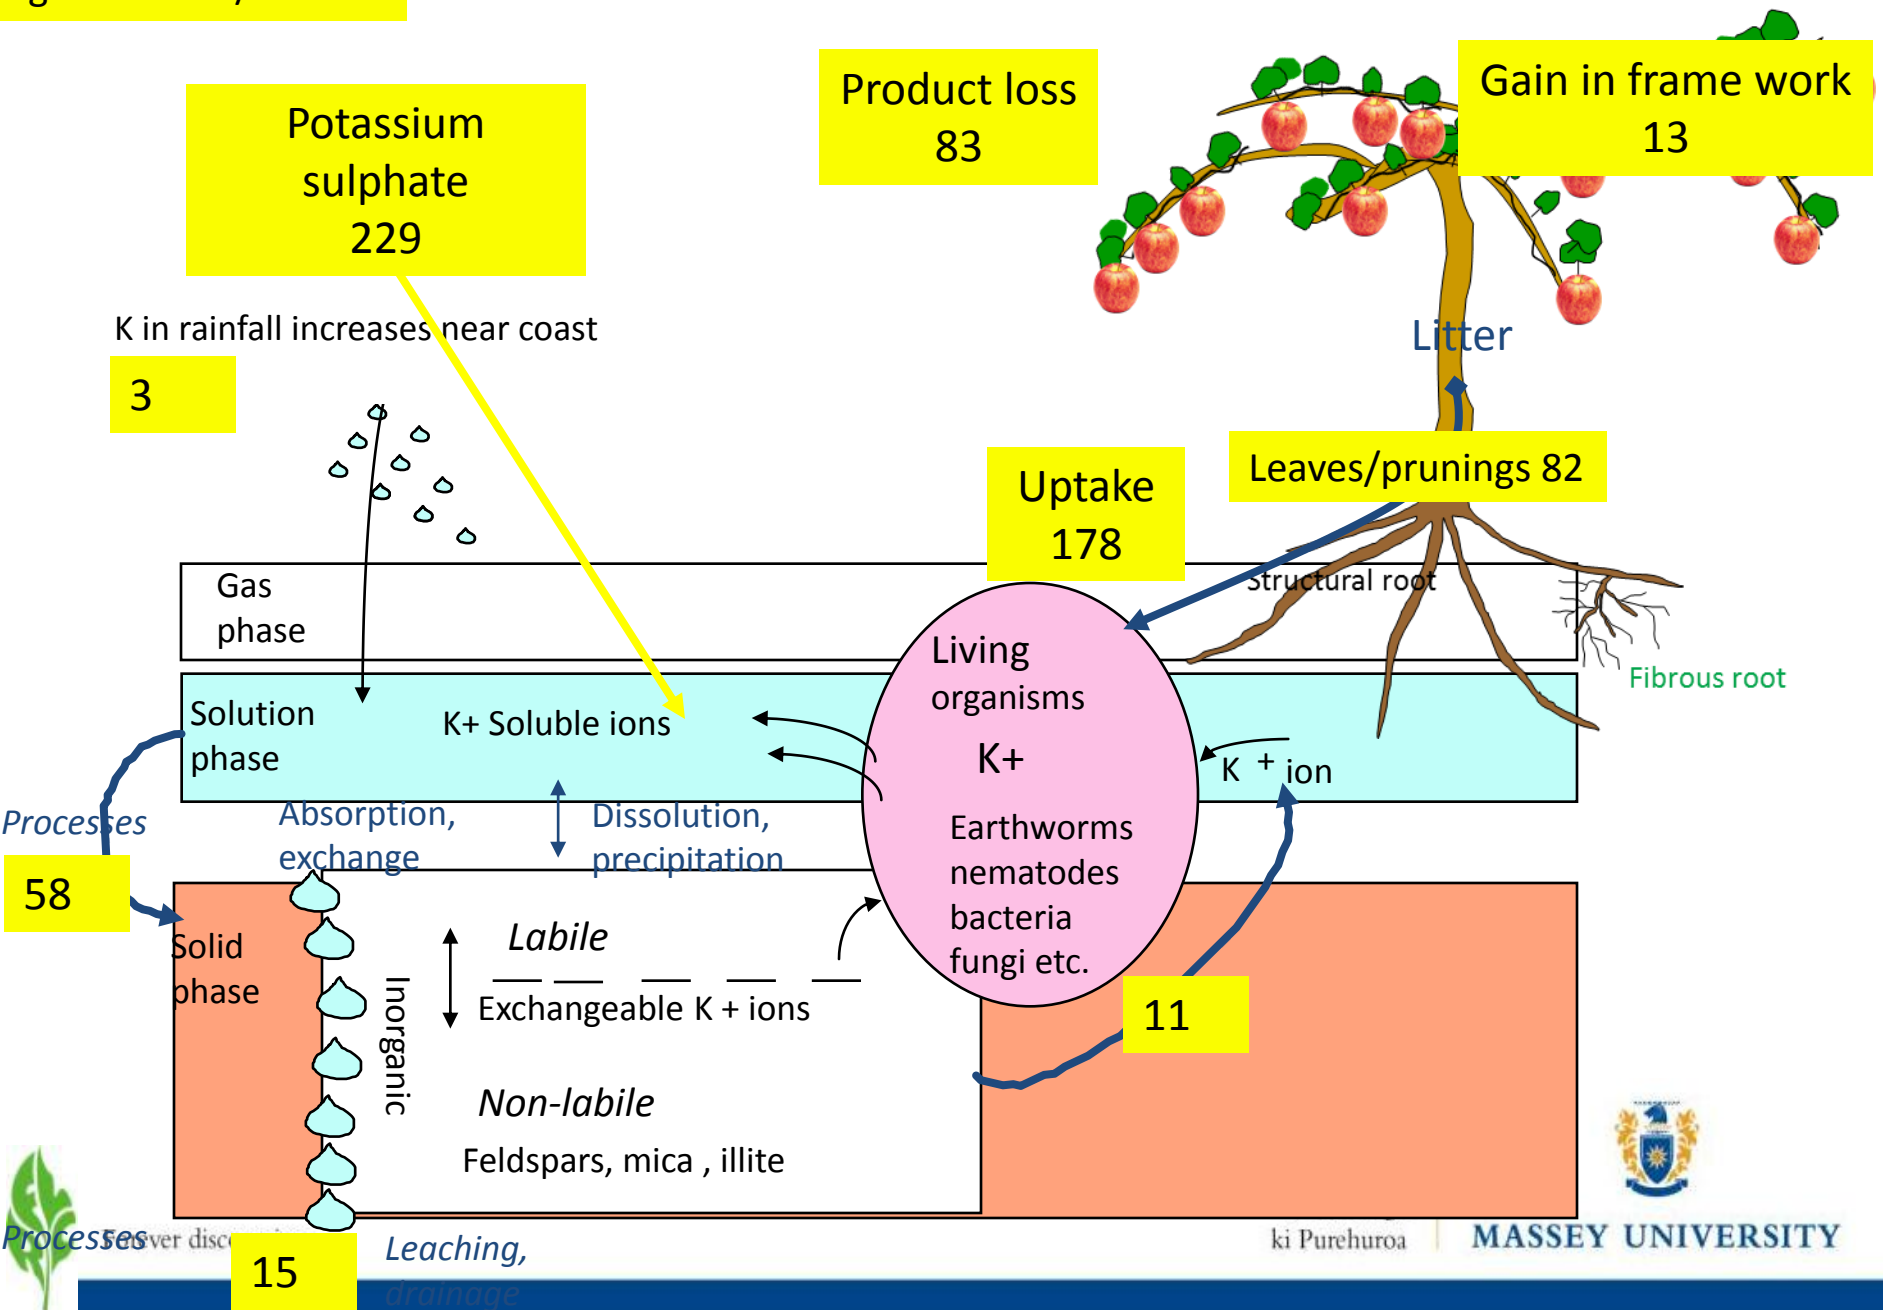 Potassium
sulphate
229
Product loss
83
Gain in frame work
13
K in rainfall increases near coast
3
Litter
Leaves/prunings 82
Uptake
178
Gas
phase
Structural root
Fibrous root
Living
organisms
K+
Earthworms
nematodes
bacteria
fungi etc.
Solution
phase
K+ Soluble ions
K + ion
Processes
58
Absorption,
exchange
Dissolution,
precipitation
Solid
phase
Inorganic
Labile
Exchangeable K + ions
Non-labile
Feldspars, mica , illite
11
Processes
15
Leaching,
drainage
ki Purehuroa
MASSEY UNIVERSITY